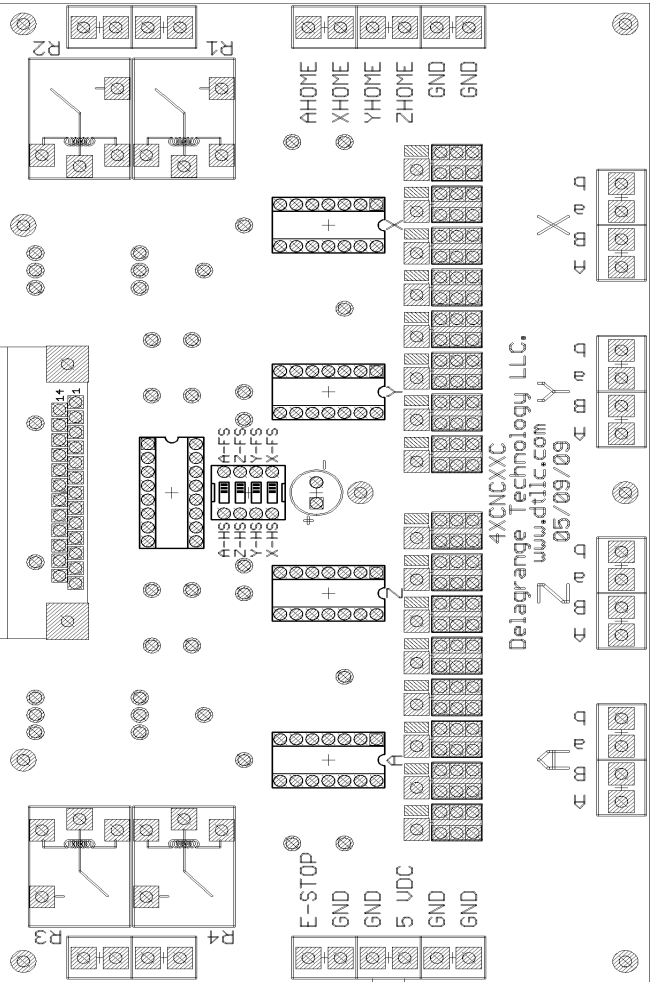 R2
R1
AHOME
XHOME
YHOME
ZHOME
GND
GND
X
b
a
B
A
14
1
A-FS
Z-FS
Y-FS
X-FS
A-HS
Z-HS
Y-HS
X-HS
-
+
X
Y
Z
A
4XCNCXXC
Delagrange Technology LLC.
www.dtllc.com
05/09/09
Y
b
a
B
A
Z
b
a
B
A
A
b
a
B
A
R3
R4
E-STOP
GND
GND
5 VDC
GND
GND